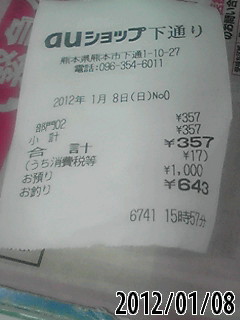 auショップ下通り
熊本県熊本市下通1-10-27
電話:096-354-6011
2012年 1月 8日(日)No0
部門02 ¥357
小 計 ¥357
合 計 ¥357
(うち消費税等 ¥17)
お預り ¥1,000
お釣り ¥643
6741 15時57分
2012/01/08